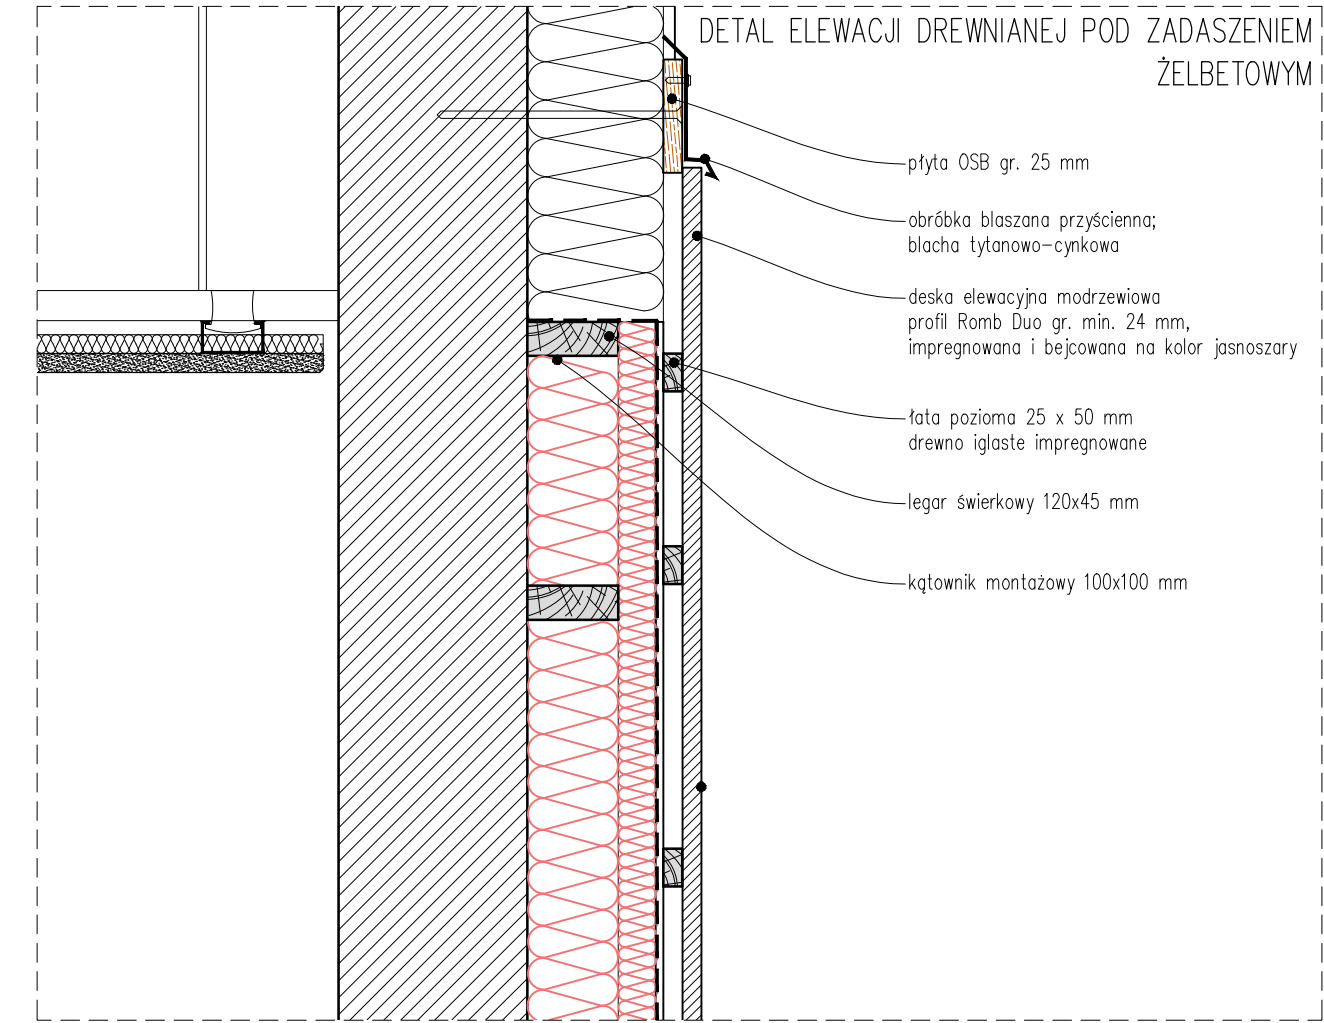 DETAL ELEWACJI DREWNIANEJ POD ZADASZENIEM
ŻELBETOWYM
płyta OSB gr. 25 mm
obróbka blaszana przyścienna;
blacha tytanowo-cynkowa
deska elewacyjna modrzewiowa
profil Romb Duo gr. min. 24 mm,
impregnowana i bejcowana na kolor jasnoszary
łata pozioma 25 x 50 mm
drewno iglaste impregnowane
legar świerkowy 120x45 mm
kątownik montażowy 100x100 mm